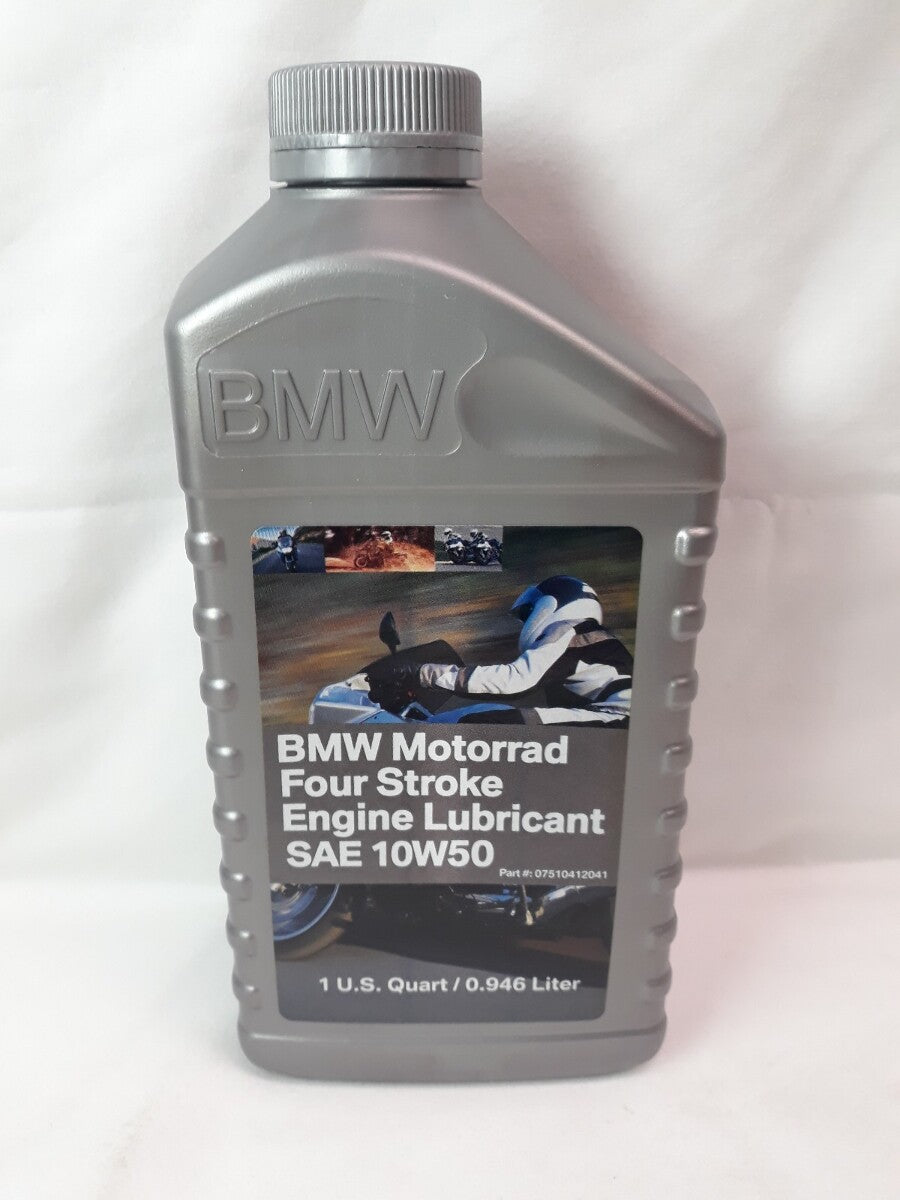 BMW
BMW Motorrad
Four Stroke
Engine Lubricant
SAE 10W50
Part #: 07510412041
1 U.S. Quart / 0.946 Liter